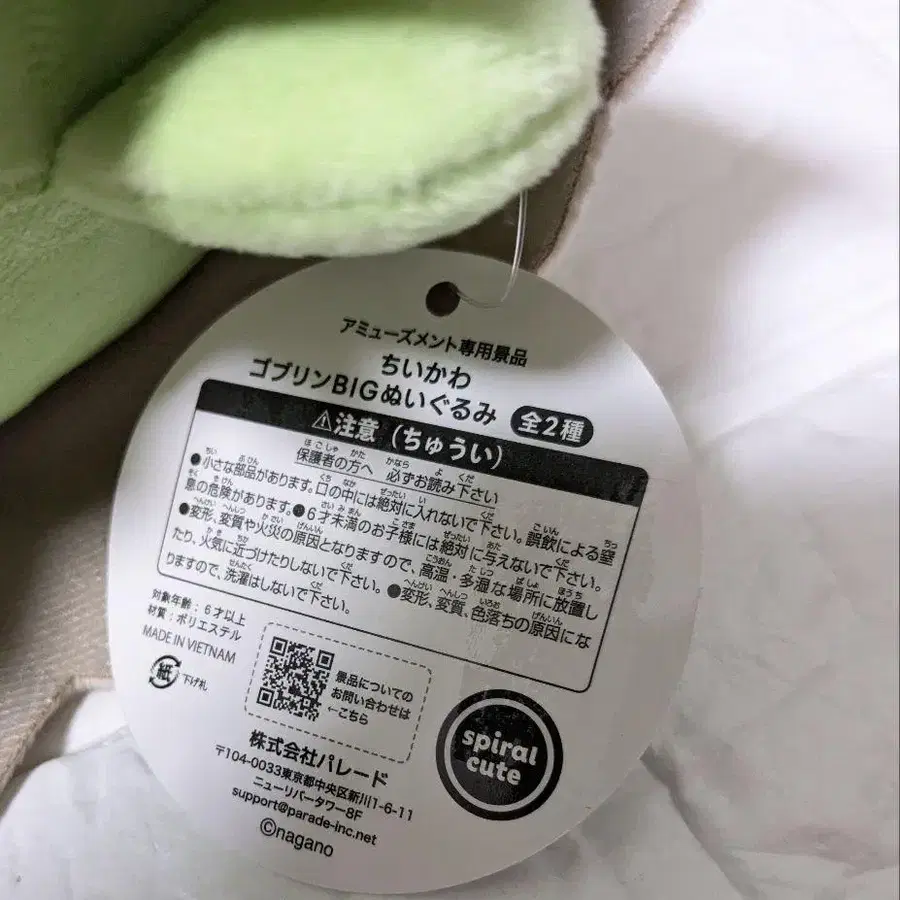 アミューズメント専用景品
ちいかわ
ゴブリンBIGぬいぐるみ 全2種
⚠注意（ちゅうい）
保護者の方へ 必ずお読み下さい
●小さな部品があります。口の中には絶対に入れないで下さい。誤飲による窒
息の危険があります。●6才未満のお子様には絶対に与えないで下さい。
●変形、変質や火災の原因となりますので、高温・多湿な場所に放置し
たり、火気に近づけたりしないで下さい。●変形、変質、色落ちの原因にな
りますので、洗濯はしないで下さい。
対象年齢：6才以上
材質：ポリエステル
MADE IN VIETNAM
紙 下げ札
景品についての
お問い合わせは
←こちら
株式会社パレード
〒104-0033東京都中央区新川1-6-11
ニューリバータワー8F
support@parade-inc.net
©nagano
spiral
cute